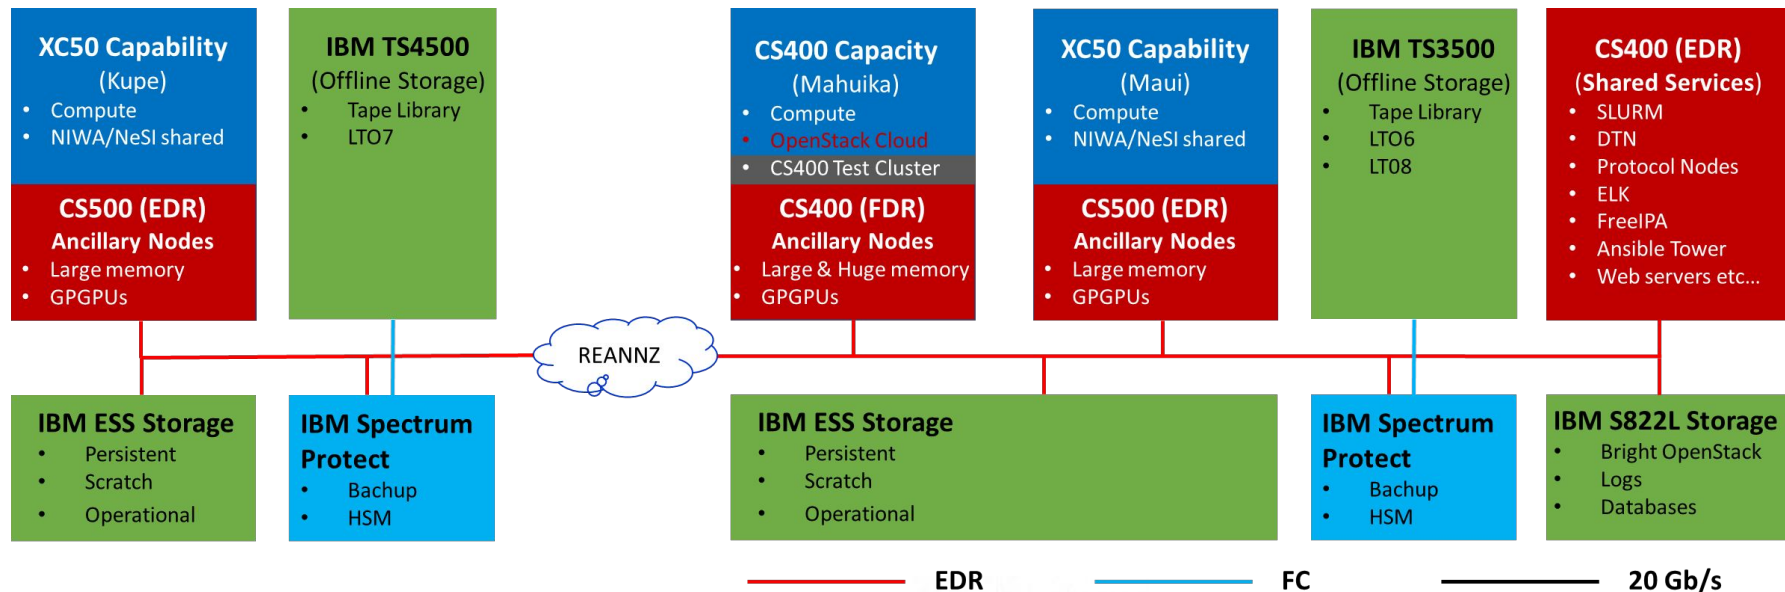 XC50 Capability
(Kupe)
• Compute
• NIWA/NeSI shared
CS500 (EDR)
Ancillary Nodes
• Large memory
• GPGPUs
IBM TS4500
(Offline Storage)
• Tape Library
• LTO7
CS400 Capacity
(Mahuika)
• Compute
• OpenStack Cloud
• CS400 Test Cluster
CS400 (FDR)
Ancillary Nodes
• Large & Huge memory
• GPGPUs
XC50 Capability
(Maui)
• Compute
• NIWA/NeSI shared
CS500 (EDR)
Ancillary Nodes
• Large memory
• GPGPUs
IBM TS3500
(Offline Storage)
• Tape Library
• LTO6
• LT08
CS400 (EDR)
(Shared Services)
• SLURM
• DTN
• Protocol Nodes
• ELK
• FreeIPA
• Ansible Tower
• Web servers etc...
REANNZ
IBM ESS Storage
• Persistent
• Scratch
• Operational
IBM Spectrum
Protect
• Bachup
• HSM
IBM ESS Storage
• Persistent
• Scratch
• Operational
IBM Spectrum
Protect
• Bachup
• HSM
IBM S822L Storage
• Bright OpenStack
• Logs
• Databases
EDR
FC
20 Gb/s